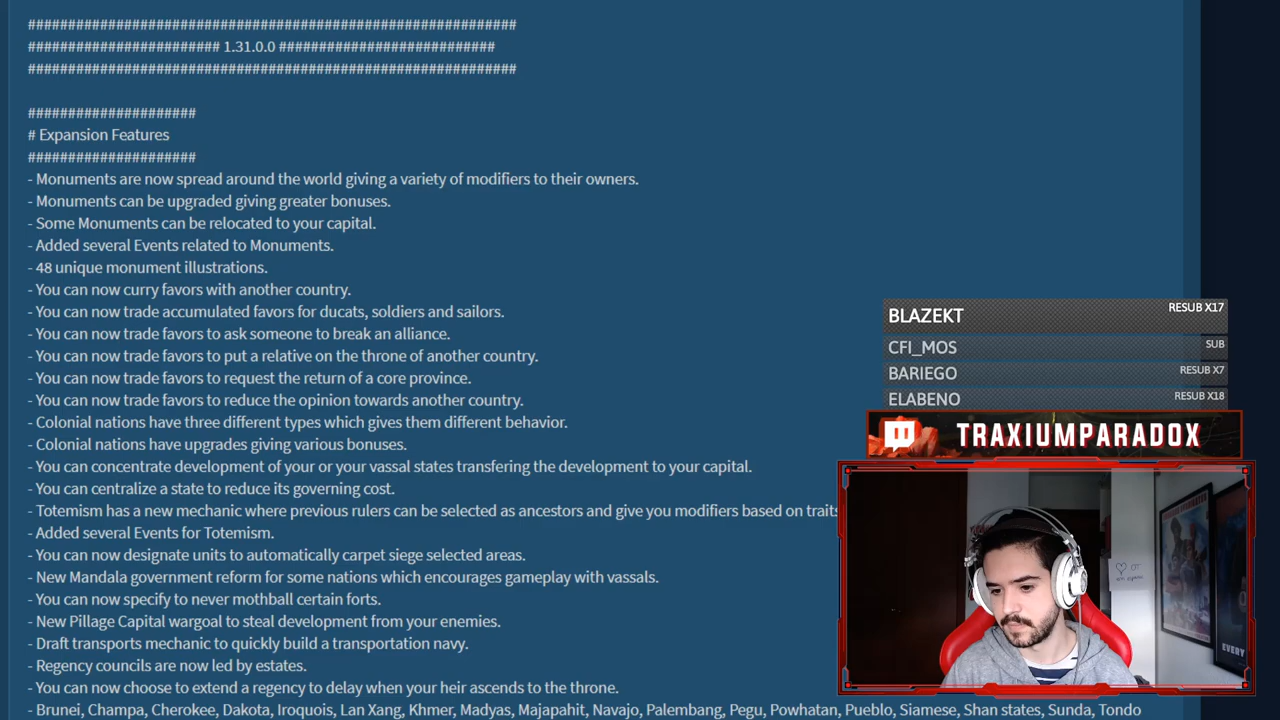 #############################################################
######################## 1.31.0.0 ###########################
#############################################################
#####################
# Expansion Features
#####################
- Monuments are now spread around the world giving a variety of modifiers to their owners.
- Monuments can be upgraded giving greater bonuses.
- Some Monuments can be relocated to your capital.
- Added several Events related to Monuments.
- 48 unique monument illustrations.
- You can now curry favors with another country.
- You can now trade accumulated favors for ducats, soldiers and sailors.
- You can now trade favors to ask someone to break an alliance.
- You can now trade favors to put a relative on the throne of another country.
- You can now trade favors to request the return of a core province.
- You can now trade favors to reduce the opinion towards another country.
- Colonial nations have three different types which gives them different behavior.
- Colonial nations have upgrades giving various bonuses.
- You can concentrate development of your or your vassal states transfering the development to your capital.
- You can centralize a state to reduce its governing cost.
- Totemism has a new mechanic where previous rulers can be selected as ancestors and give you modifiers based on traits
- Added several Events for Totemism.
- You can now designate units to automatically carpet siege selected areas.
- New Mandala government reform for some nations which encourages gameplay with vassals.
- You can now specify to never mothball certain forts.
- New Pillage Capital wargoal to steal development from your enemies.
- Draft transports mechanic to quickly build a transportation navy.
- Regency councils are now led by estates.
- You can now choose to extend a regency to delay when your heir ascends to the throne.
- Brunei, Champa, Cherokee, Dakota, Iroquois, Lan Xang, Khmer, Madyas, Majapahit, Navajo, Palembang, Pegu, Powhatan, Pueblo, Siamese, Shan states, Sunda, Tondo
BLAZEKT RESUB X17
CFI_MOS SUB
BARIEGO RESUB X7
ELABENO RESUB X18
TRAXIUMPARADOX
EVERY